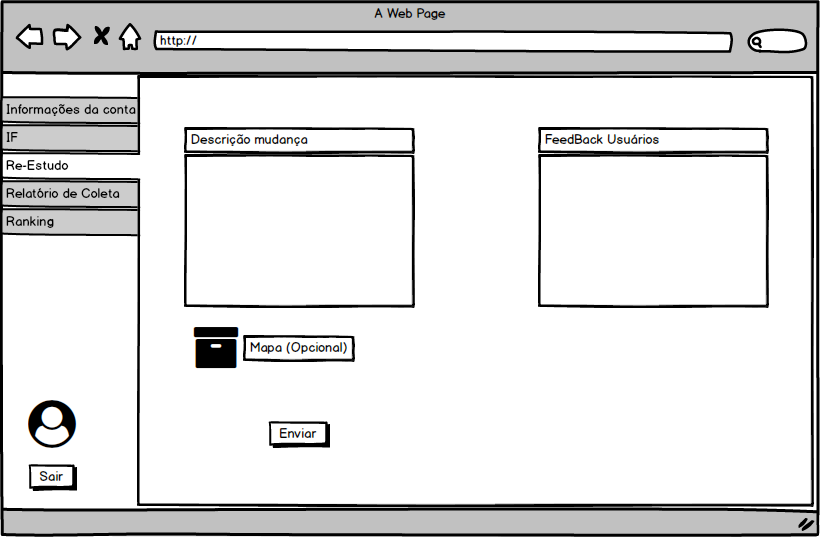 A Web Page
http://
Informações da conta
IF
Re-Estudo
Relatório de Coleta
Ranking
Descrição mudança
FeedBack Usuários
Mapa (Opcional)
Enviar
Sair